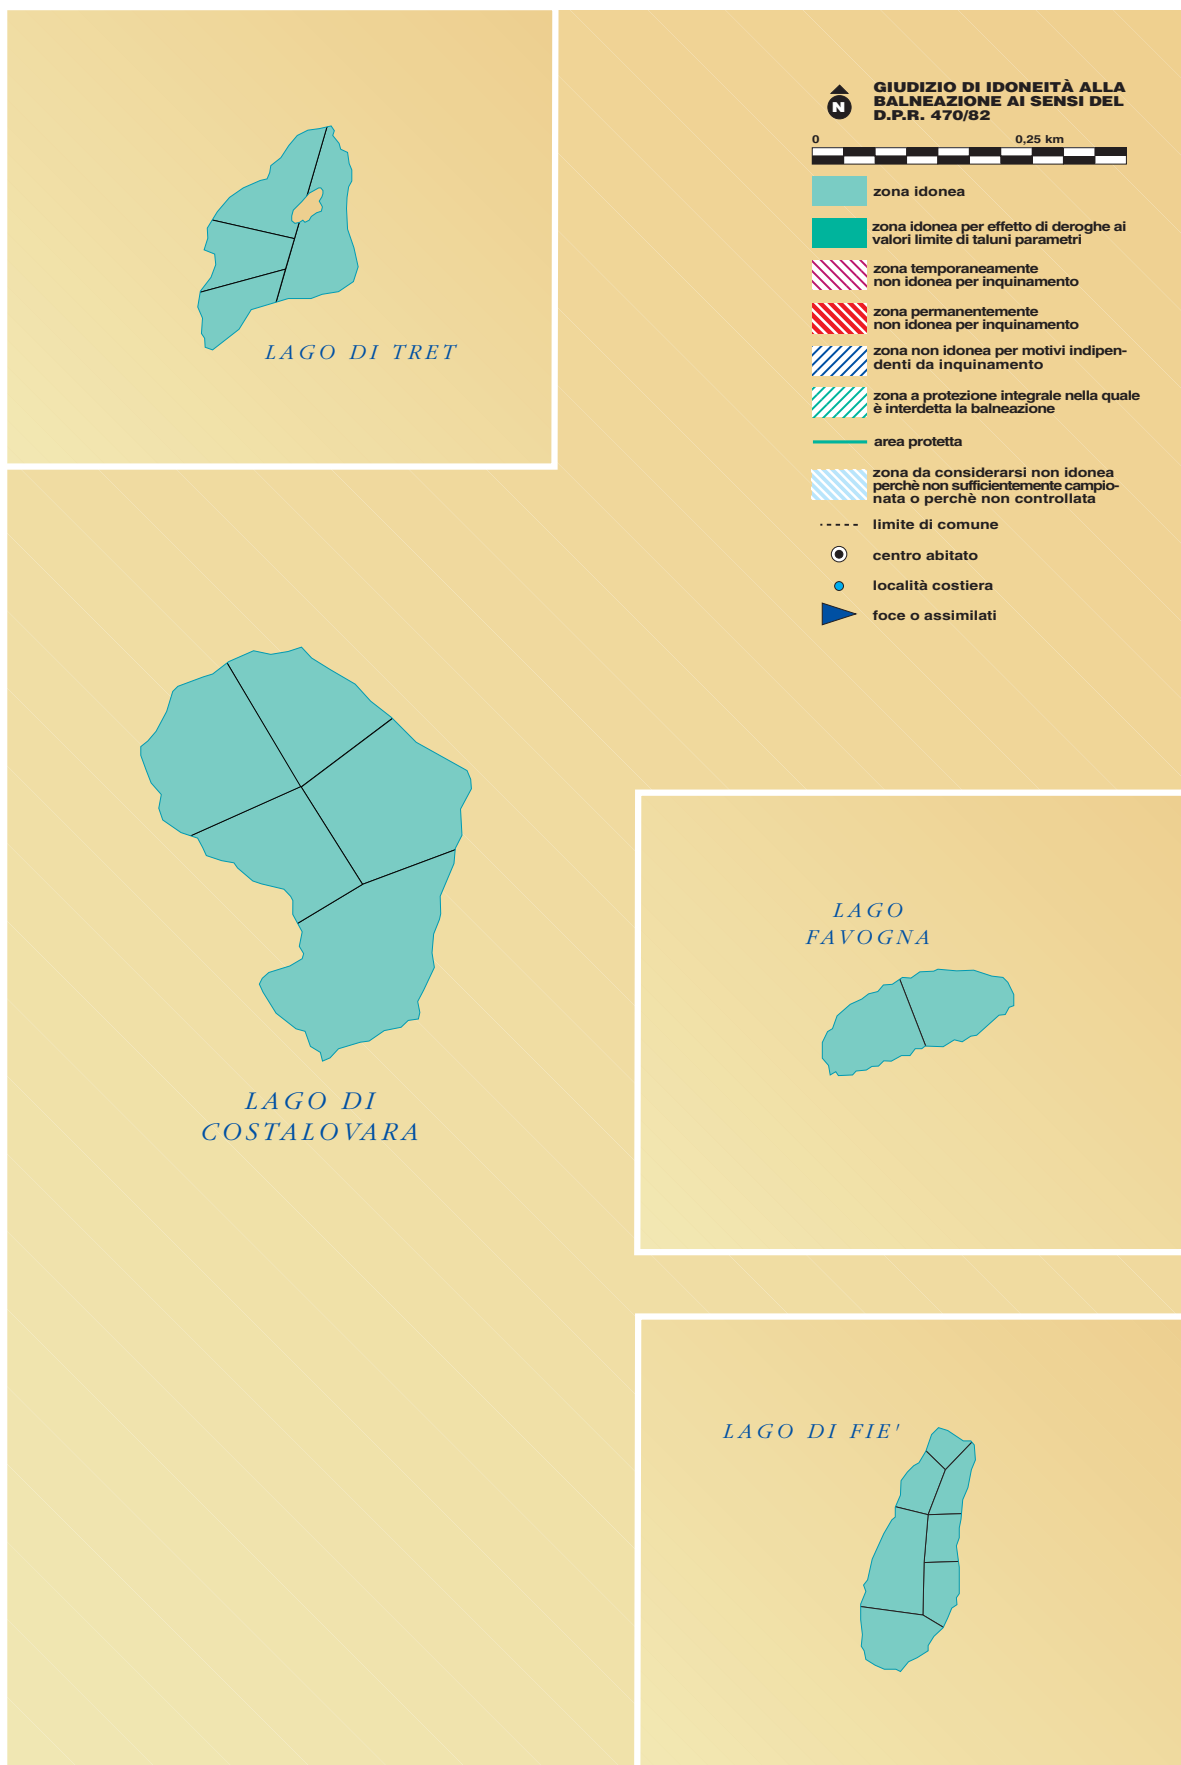 LAGO DI TRET
N
GIUDIZIO DI IDONEITÀ ALLA
BALNEAZIONE AI SENSI DEL
D.P.R. 470/82
0 0,25 km
zona idonea
zona idonea per effetto di deroghe ai
valori limite di taluni parametri
zona temporaneamente
non idonea per inquinamento
zona permanentemente
non idonea per inquinamento
zona non idonea per motivi indipen-
denti da inquinamento
zona a protezione integrale nella quale
è interdetta la balneazione
area protetta
zona da considerarsi non idonea
perchè non sufficientemente campio-
nata o perchè non controllata
limite di comune
centro abitato
località costiera
foce o assimilati
LAGO DI
COSTALOVARA
LAGO
FAVOGNA
LAGO DI FIE'